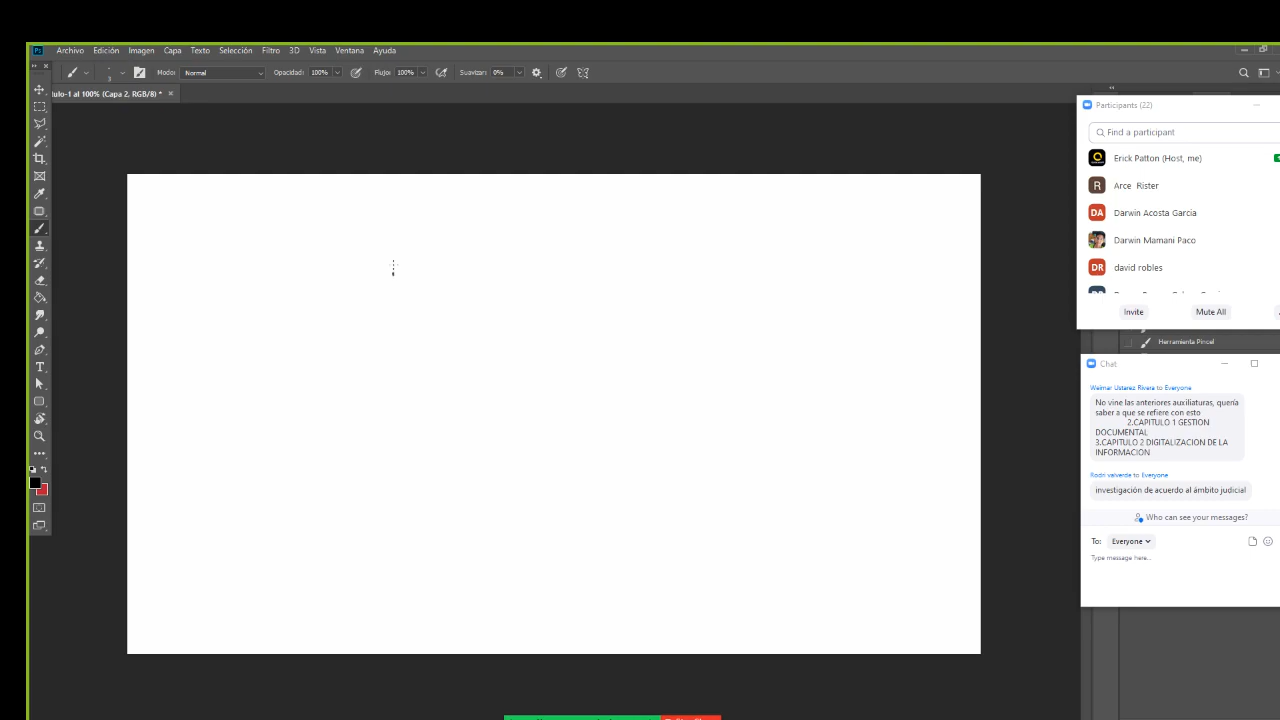 Ps Archivo Edición Imagen Capa Texto Selección Filtro 3D Vista Ventana Ayuda
3 Modo: Normal Opacidad: 100% Flujo: 100% Suavizar: 0%
tulo-1 al 100% (Capa 2, RGB/8) *
Participants (22)
Find a participant
Erick Patton (Host, me)
R Arce Rister
DA Darwin Acosta Garcia
Darwin Mamani Paco
DR david robles
Invite Mute All
Herramienta Pincel
Chat
Weimar Ustarez Rivera to Everyone
No vine las anteriores auxiliaturas, quería
saber a que se refiere con esto
2.CAPITULO 1 GESTION
DOCUMENTAL
3.CAPITULO 2 DIGITALIZACION DE LA
INFORMACION
Rodri valverde to Everyone
investigación de acuerdo al ámbito judicial
Who can see your messages?
To: Everyone
Type message here...